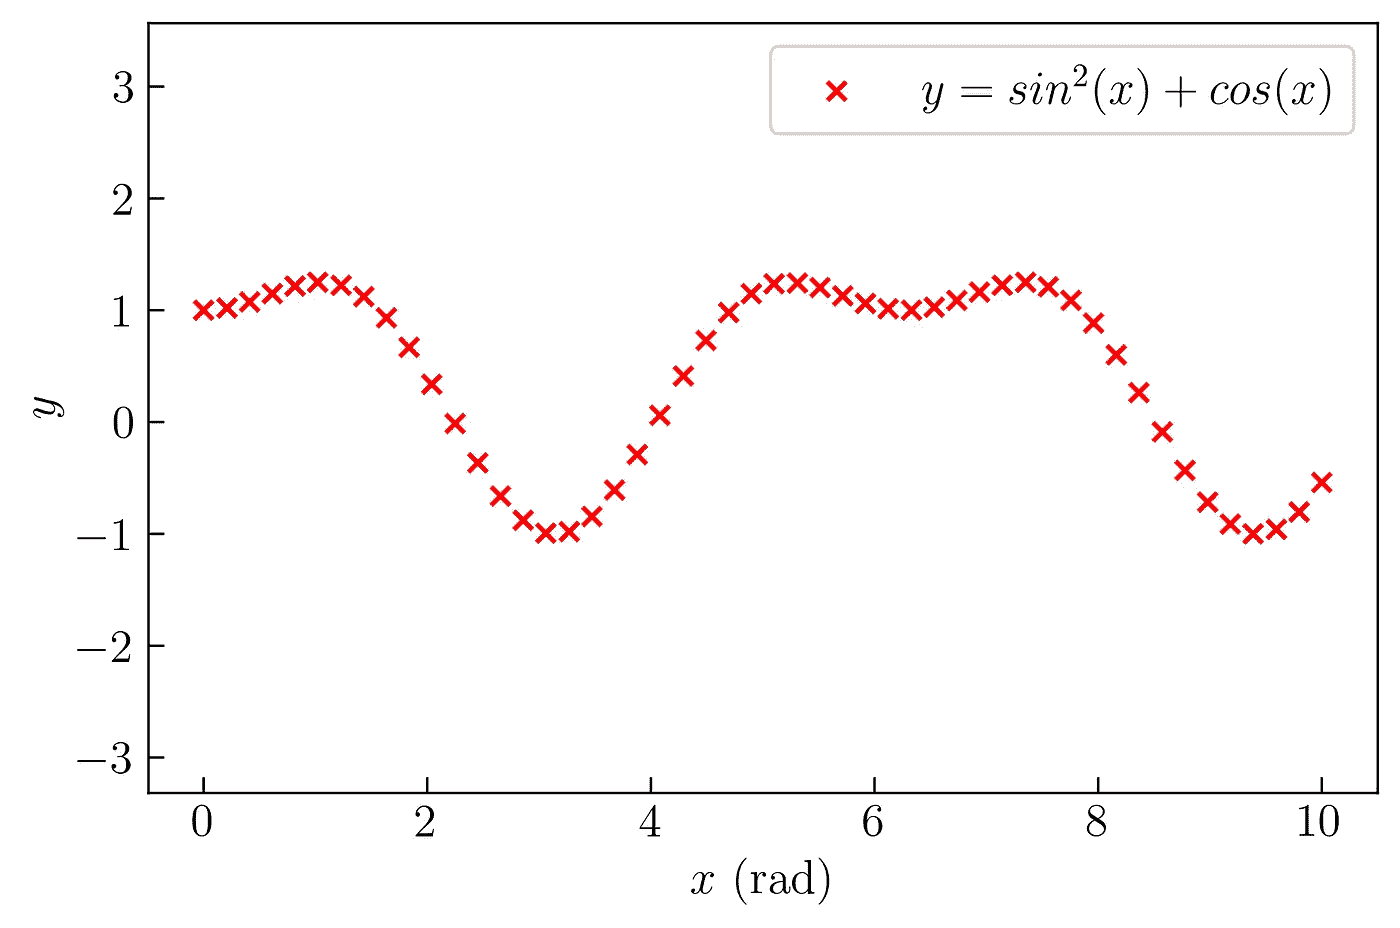 y = sin²(x) + cos(x)
3
2
1
0
−1
−2
−3
y
0 2 4 6 8 10
x (rad)